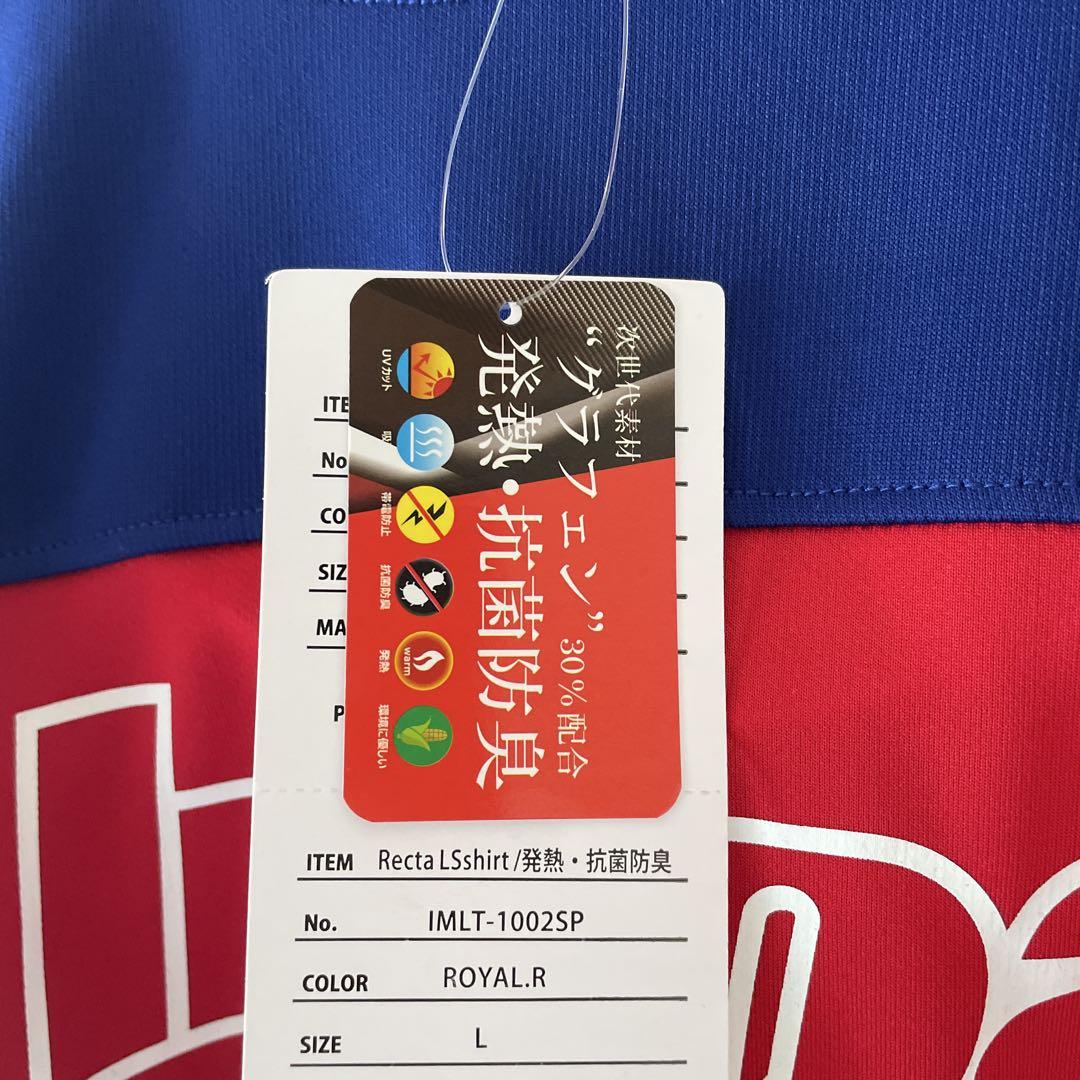 次世代素材
“グラフェン”30%配合
発熱・抗菌防臭
UVカット
吸
帯電防止
抗菌防臭
warm
発熱
環境に優しい
ITE
No
CO
SIZ
MA
P
ITEM Recta LSshirt/発熱・抗菌防臭
No. IMLT-1002SP
COLOR ROYAL.R
SIZE L